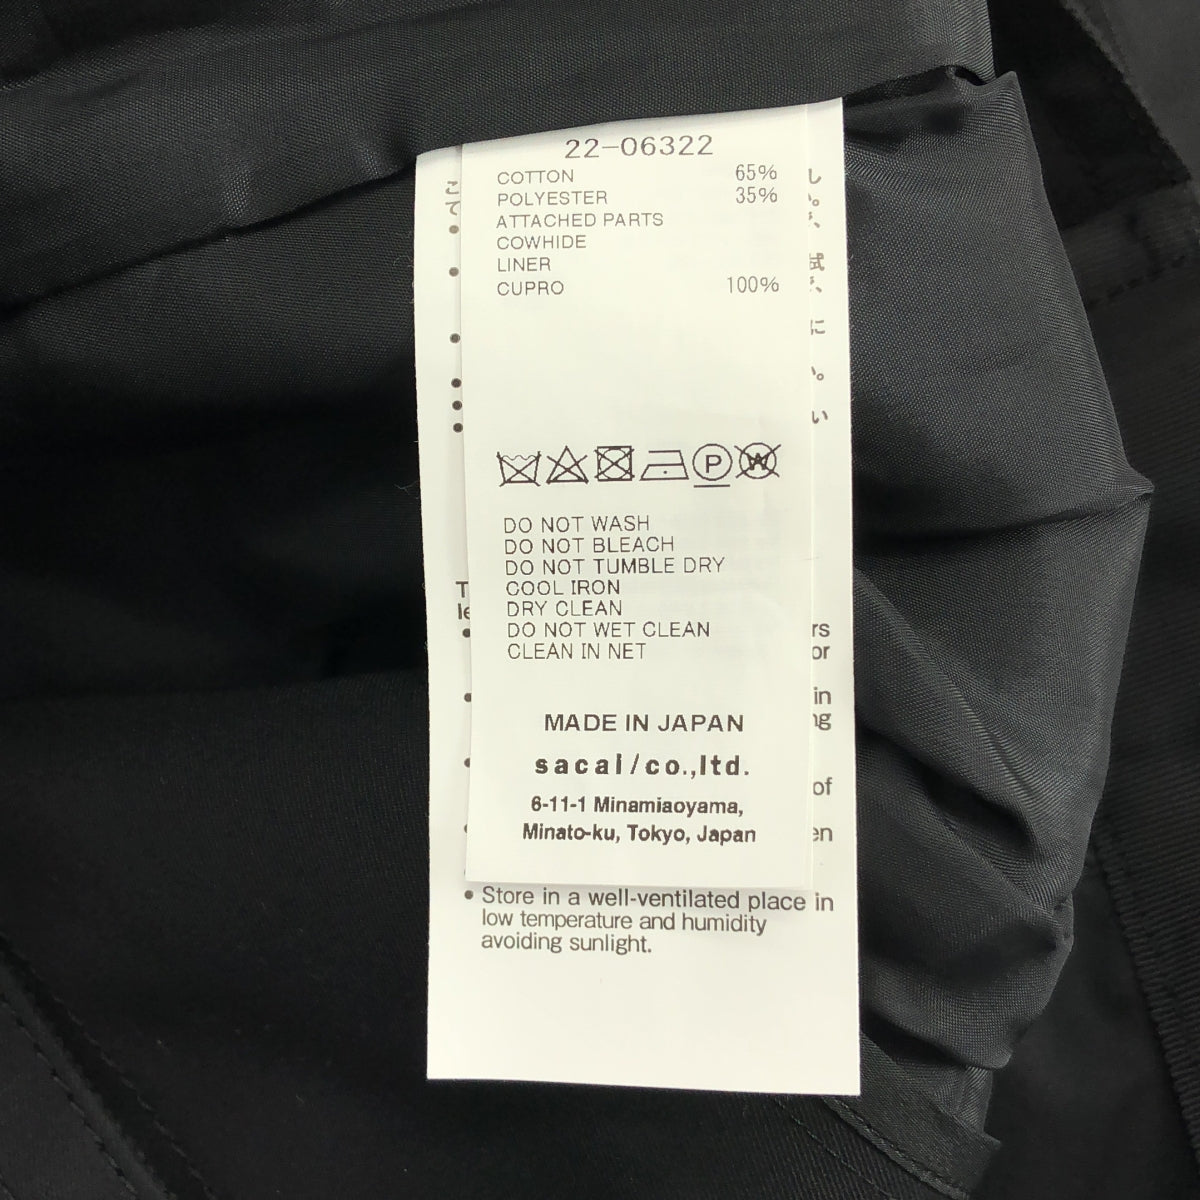 22-06322
COTTON 65%
POLYESTER 35%
ATTACHED PARTS
COWHIDE
LINER
CUPRO 100%
P W
DO NOT WASH
DO NOT BLEACH
DO NOT TUMBLE DRY
COOL IRON
DRY CLEAN
DO NOT WET CLEAN
CLEAN IN NET
MADE IN JAPAN
sacai/co.,ltd.
6-11-1 Minamiaoyama,
Minato-ku, Tokyo, Japan
• Store in a well-ventilated place in
low temperature and humidity
avoiding sunlight.